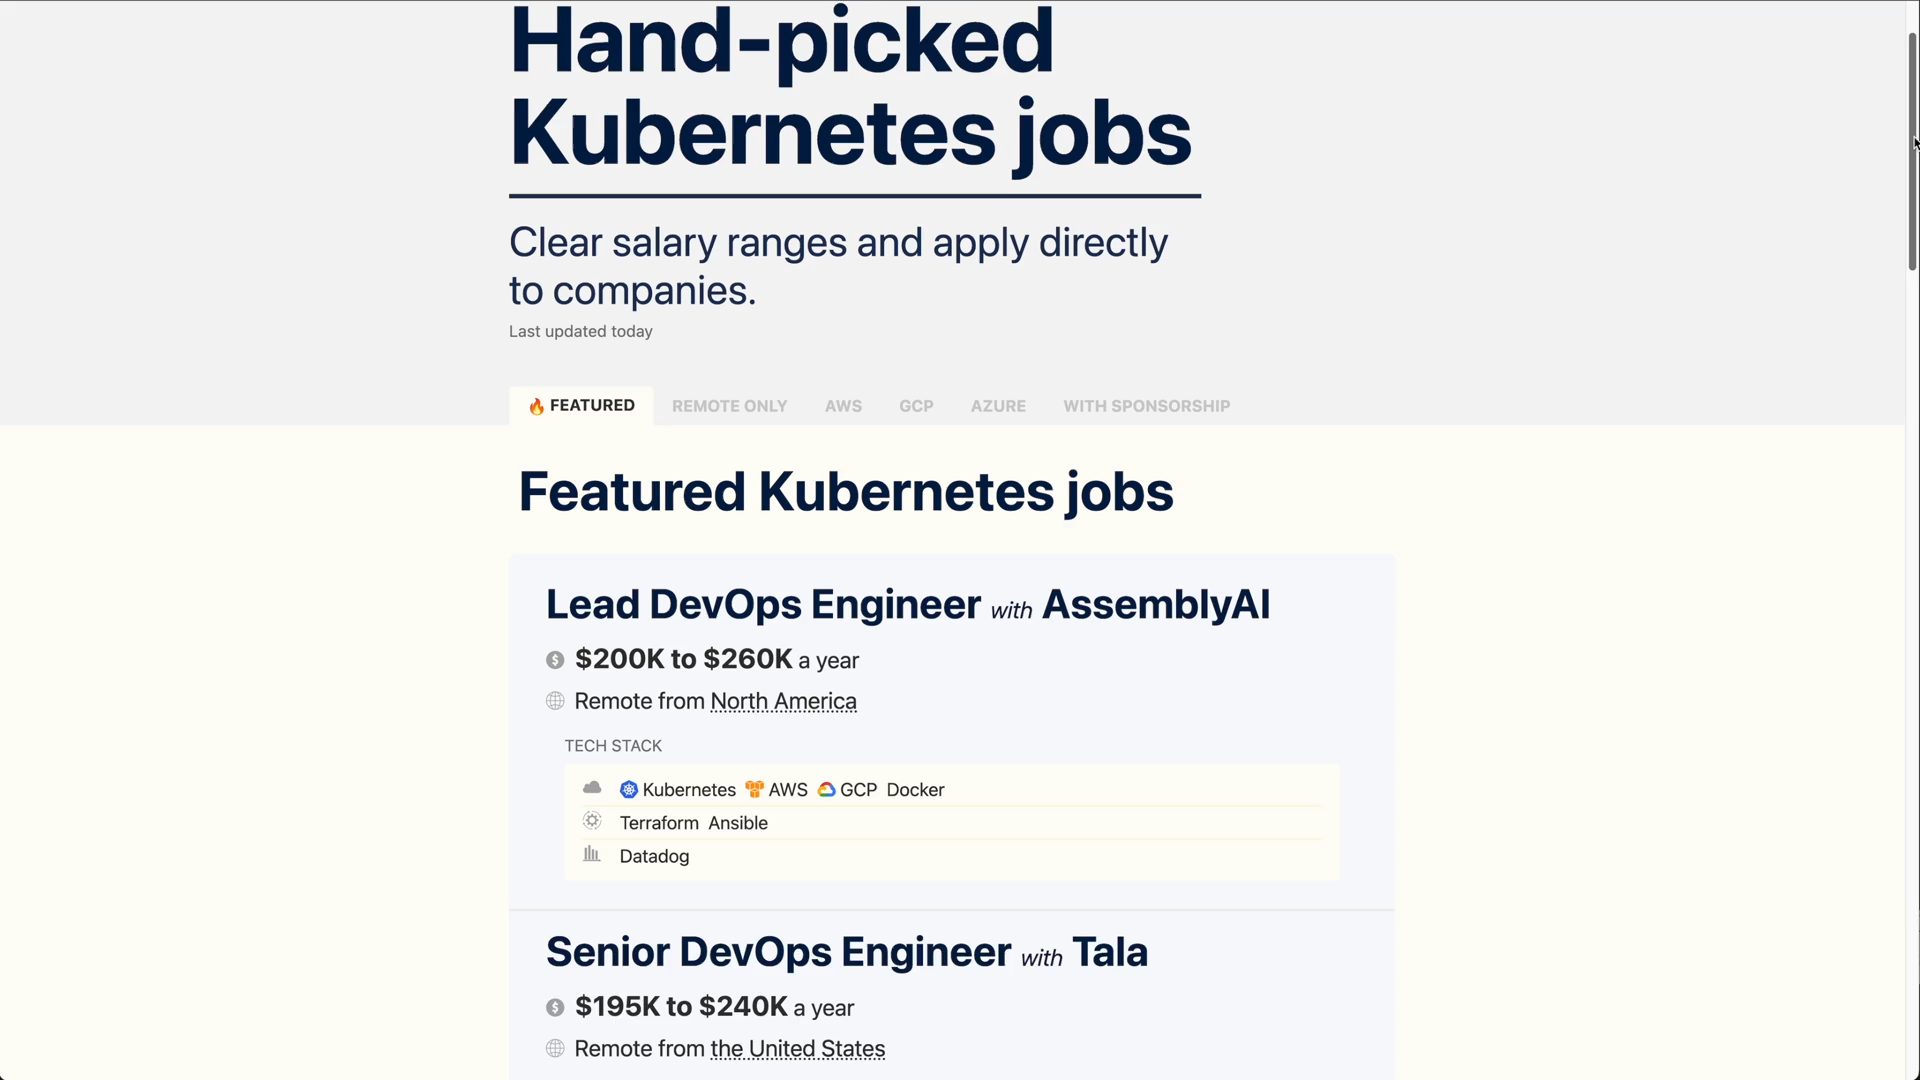 Hand-picked
Kubernetes jobs
Clear salary ranges and apply directly
to companies.
Last updated today
🔥 FEATURED REMOTE ONLY AWS GCP AZURE WITH SPONSORSHIP
Featured Kubernetes jobs
Lead DevOps Engineer with AssemblyAI
$200K to $260K a year
Remote from North America
TECH STACK
Kubernetes AWS GCP Docker
Terraform Ansible
Datadog
Senior DevOps Engineer with Tala
$195K to $240K a year
Remote from the United States